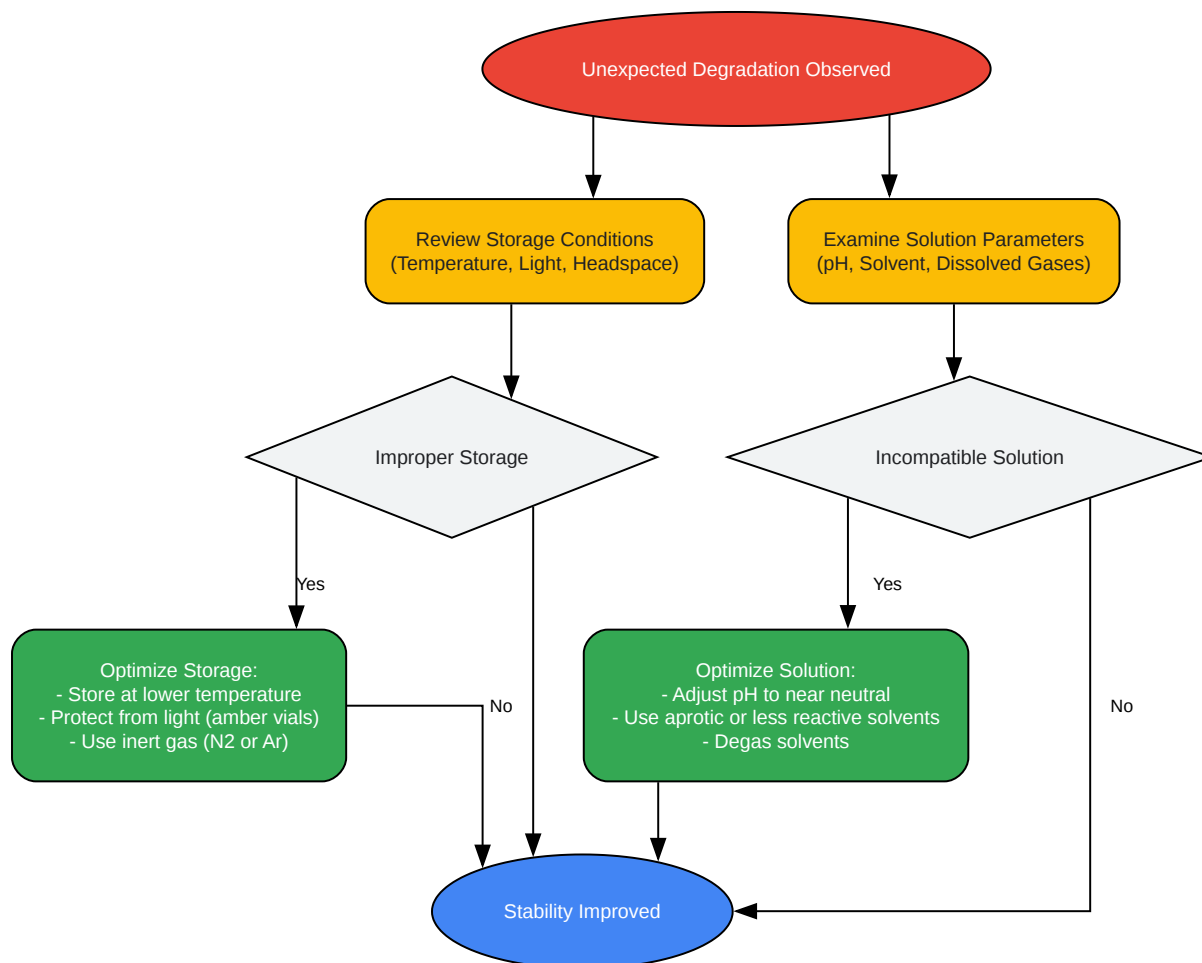 Unexpected Degradation Observed
Review Storage Conditions
(Temperature, Light, Headspace)
Examine Solution Parameters
(pH, Solvent, Dissolved Gases)
Improper Storage
Incompatible Solution
Yes
No
Yes
No
Optimize Storage:
- Store at lower temperature
- Protect from light (amber vials)
- Use inert gas (N2 or Ar)
Optimize Solution:
- Adjust pH to near neutral
- Use aprotic or less reactive solvents
- Degas solvents
Stability Improved